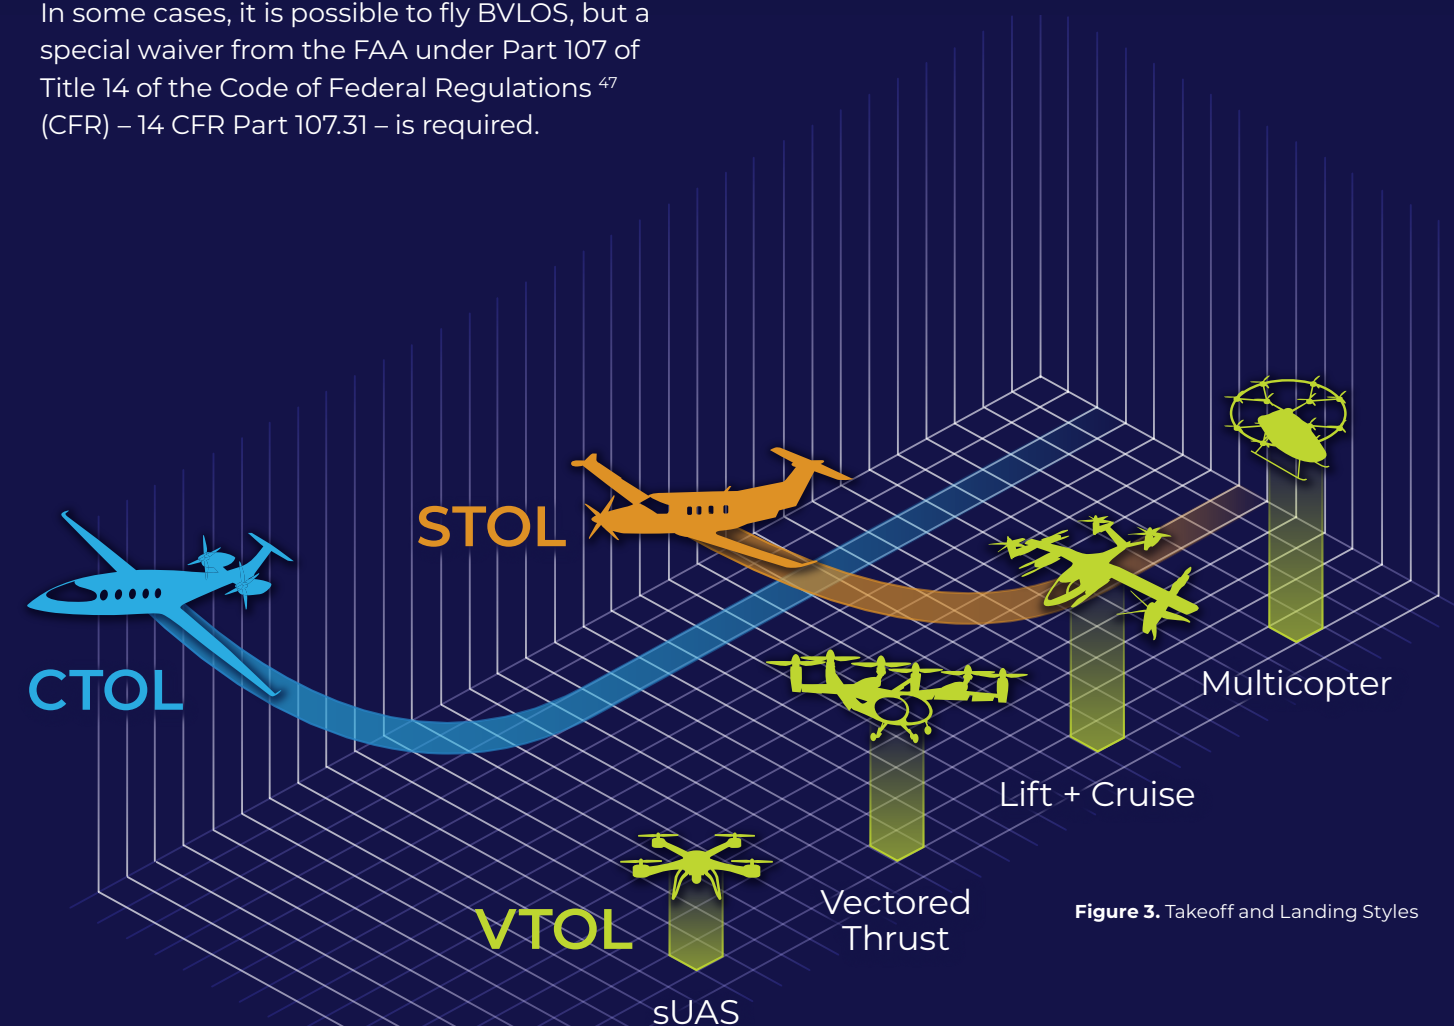 In some cases, it is possible to fly BVLOS, but a
special waiver from the FAA under Part 107 of
Title 14 of the Code of Federal Regulations 47
(CFR) – 14 CFR Part 107.31 – is required.
STOL
CTOL
Multicopter
Lift + Cruise
Vectored
Thrust
Figure 3. Takeoff and Landing Styles
VTOL
sUAS